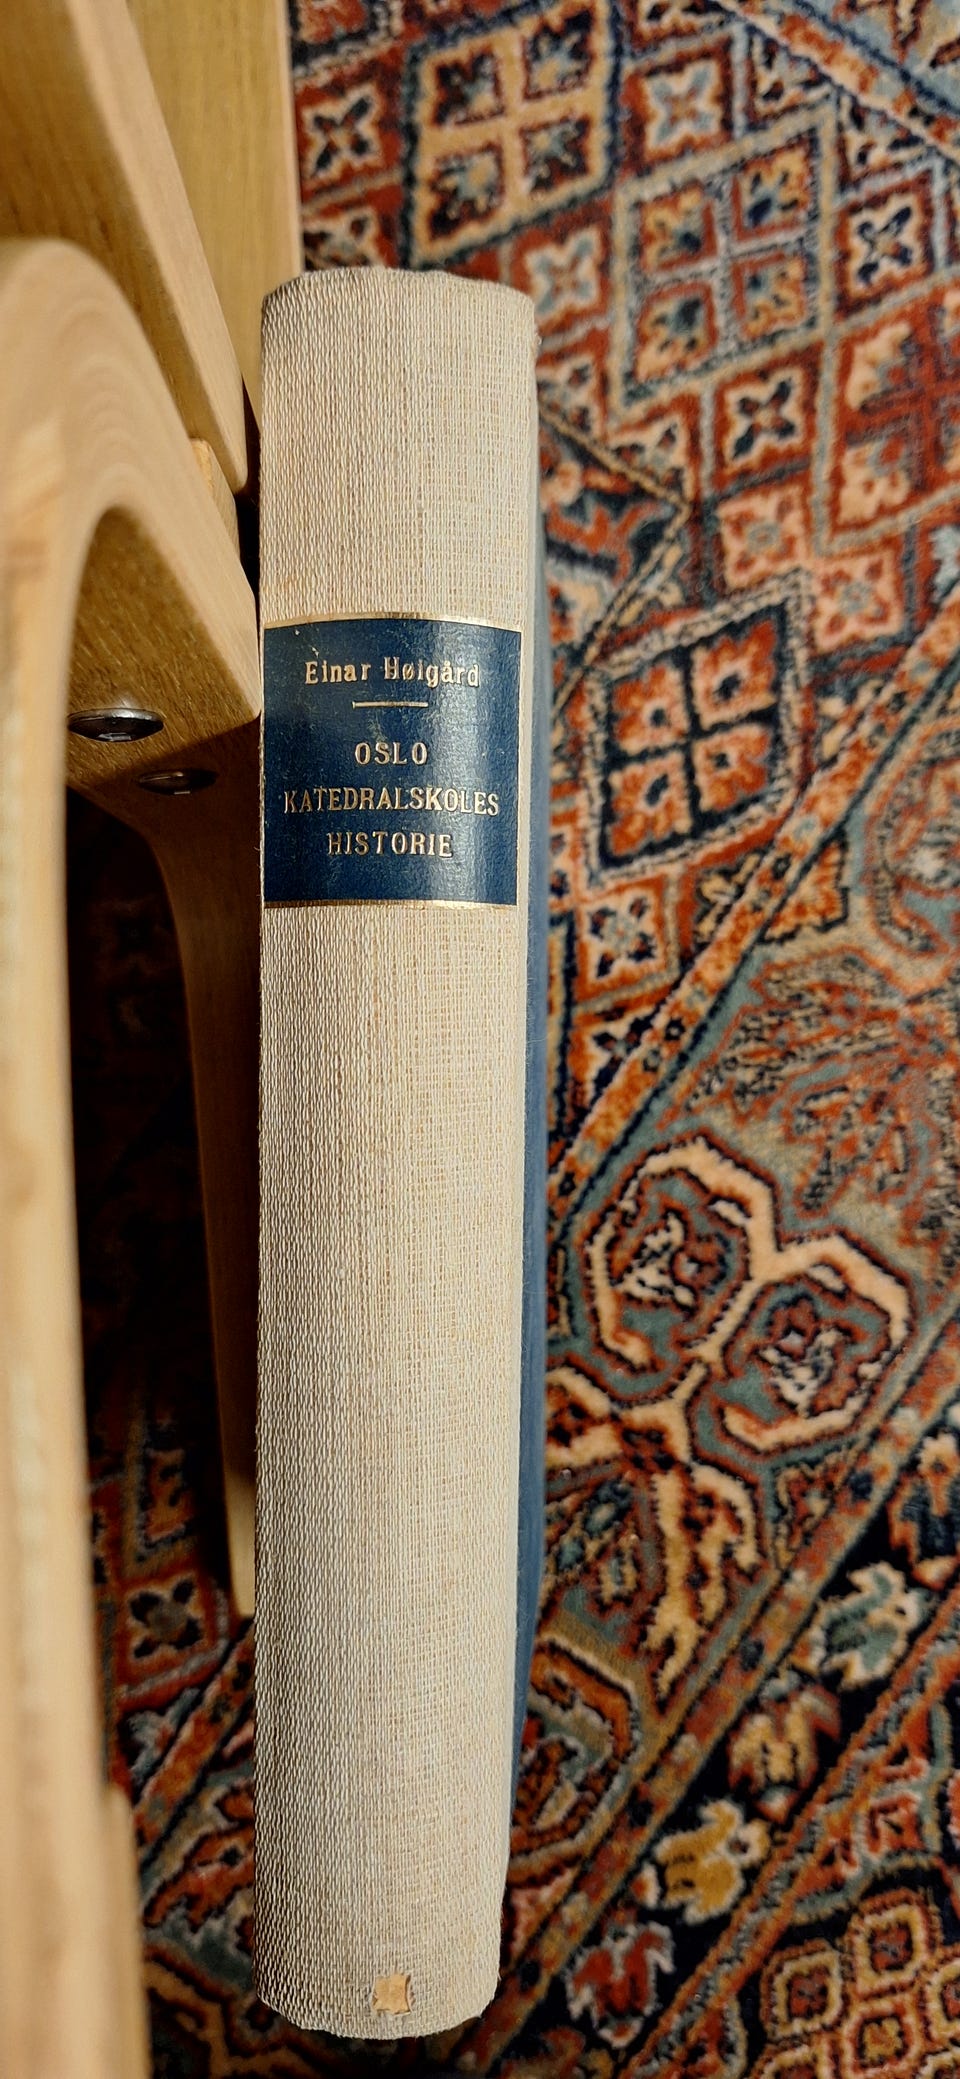 Einar Høigård
OSLO
KATEDRALSKOLES
HISTORIE